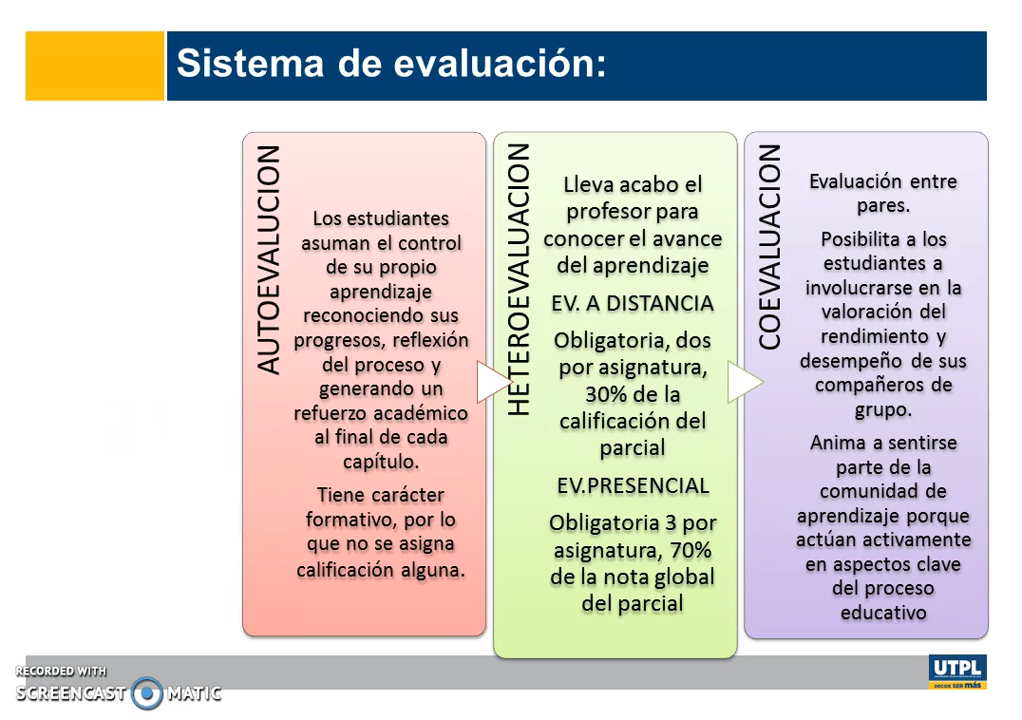 Sistema de evaluación:
AUTOEVALUCION
Los estudiantes
asuman el control
de su propio
aprendizaje
reconociendo sus
progresos, reflexión
del proceso y
generando un
refuerzo académico
al final de cada
capítulo.
Tiene carácter
formativo, por lo
que no se asigna
calificación alguna.
HETEROEVALUACION
Lleva acabo el
profesor para
conocer el avance
del aprendizaje
EV. A DISTANCIA
Obligatoria, dos
por asignatura,
30% de la
calificación del
parcial
EV.PRESENCIAL
Obligatoria 3 por
asignatura, 70%
de la nota global
del parcial
COEVALUACION
Evaluación entre
pares.
Posibilita a los
estudiantes a
involucrarse en la
valoración del
rendimiento y
desempeño de sus
compañeros de
grupo.
Anima a sentirse
parte de la
comunidad de
aprendizaje porque
actúan activamente
en aspectos clave
del proceso
educativo
RECORDED WITH
SCREENCAST MATIC
UTPL
DECIDE SER más